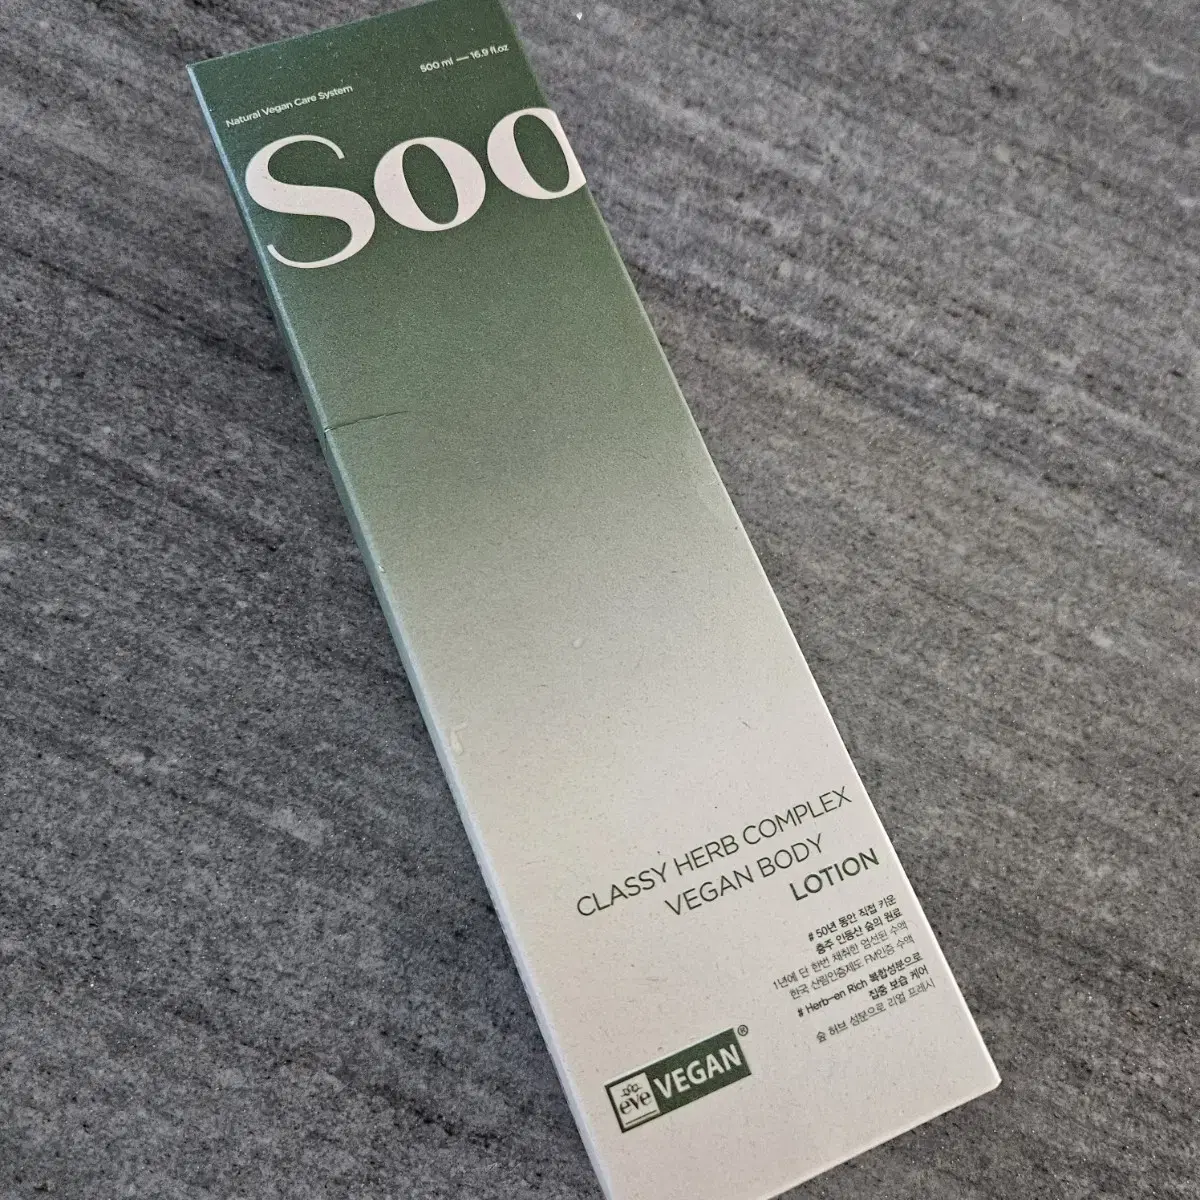 500 ml — 16.9 fl.oz
Natural Vegan Care System
Soo
CLASSY HERB COMPLEX
VEGAN BODY
LOTION
# 50년 동안 직접 키운
충주 인등산 숲의 원료
1년에 단 한번 채취한 엄선된 수액
한국 산림인증제도 FM인증 수액
# Herb-en Rich 복합성분으로
집중 보습 케어
숲 허브 성분으로 리얼 프레시
eve VEGAN®